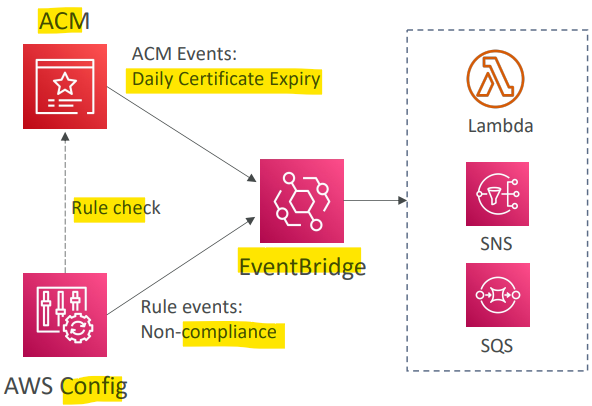 ACM
ACM Events:
Daily Certificate Expiry
Lambda
Rule check
SNS
EventBridge
Rule events:
Non-compliance
SQS
AWS Config